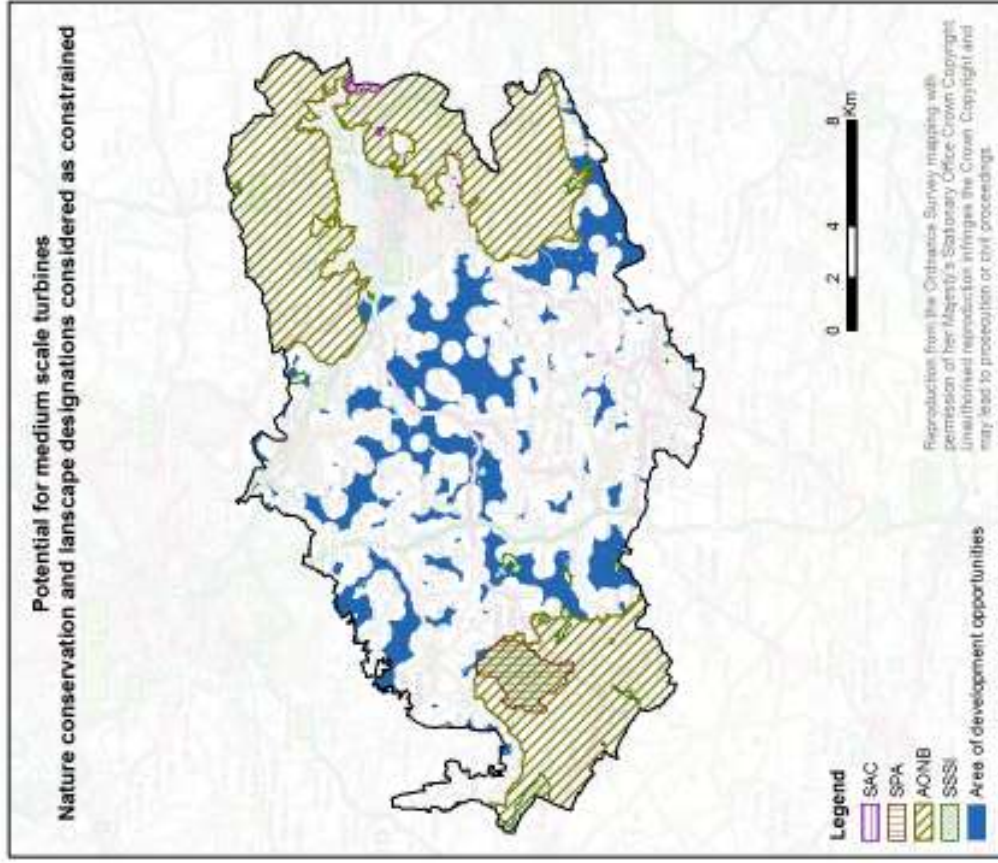 Potential for medium scale turbines
Nature conservation and lanscape designations considered as constrained
0 2 4 8
Km
Legend
SAC
SPA
AONB
SSSI
Area of development opportunities
Reproduction from the Ordnance Survey mapping with
permission of her Majesty's Stationary Office Crown Copyright
Unauthorised reproduction infringes the Crown Copyright and
may lead to prosecution or civil proceedings